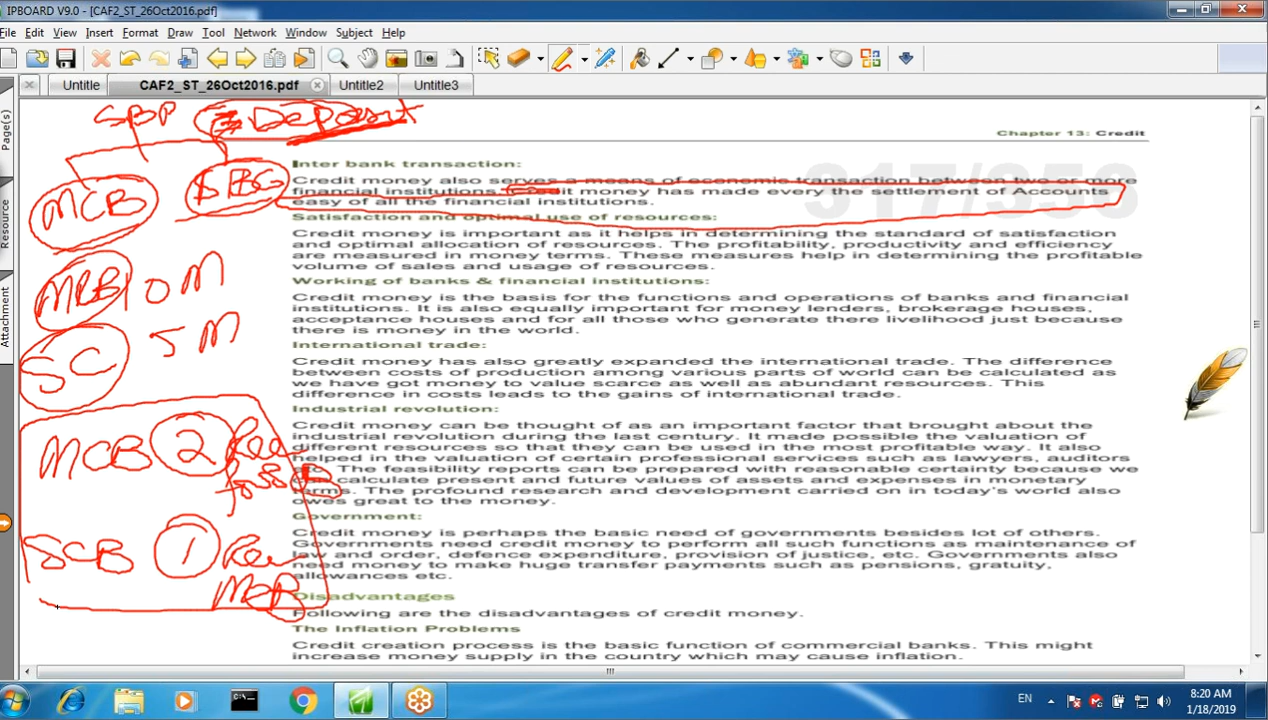 IPBOARD V9.0 - [CAF2_ST_26Oct2016.pdf]
File Edit View Insert Format Draw Tool Network Window Subject Help
Untitle CAF2_ST_26Oct2016.pdf Untitle2 Untitle3
Page(s)
Resource
Attachment
SBP Deposit
MCB
MCB 10 M
SC 5 M
MCB 2 Rec
SCB 1 Rec
MCB
Chapter 13: Credit
317/358
Inter bank transaction:
Credit money also serves a means of economic transaction between two or more
financial institutions. Credit money has made every the settlement of Accounts
easy of all the financial institutions.
Satisfaction and optimal use of resources:
Credit money is important as it helps in determining the standard of satisfaction
and optimal allocation of resources. The profitability, productivity and efficiency
are measured in money terms. These measures help in determining the profitable
volume of sales and usage of resources.
Working of banks & financial institutions:
Credit money is the basis for the functions and operations of banks and financial
institutions. It is also equally important for money lenders, brokerage houses,
acceptance houses and for all those who generate there livelihood just because
there is money in the world.
International trade:
Credit money has also greatly expanded the international trade. The difference
between costs of production among various parts of world can be calculated as
we have got money to value scarce as well as abundant resources. This
difference in costs leads to the gains of international trade.
Industrial revolution:
Credit money can be thought of as an important factor that brought about the
industrial revolution during the last century. It made possible the valuation of
different resources so that they can be used in the most profitable way. It also
helped in the valuation of certain professional services such as lawyers, auditors
etc. The feasibility reports can be prepared with reasonable certainty because we
can calculate present and future values of assets and expenses in monetary
terms. The profound research and development carried on in today's world also
owes great to the money.
Government:
Credit money is perhaps the basic need of governments besides lot of others.
Governments need credit money to perform all such functions as maintenance of
law and order, defence expenditure, provision of justice, etc. Governments also
need money to make huge transfer payments such as pensions, gratuity,
allowances etc.
Disadvantages
Following are the disadvantages of credit money.
The Inflation Problems
Credit creation process is the basic function of commercial banks. This might
increase money supply in the country which may cause inflation.
EN
8:20 AM
1/18/2019